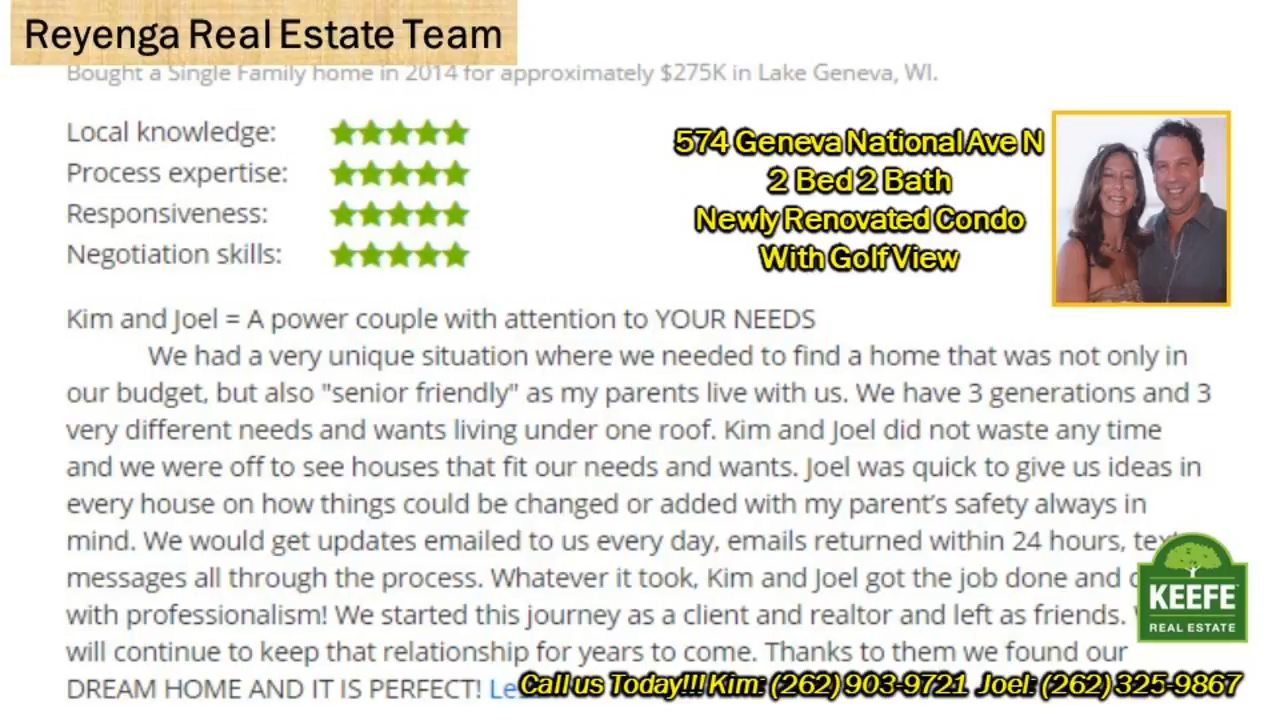 Reyenga Real Estate Team
Bought a Single Family home in 2014 for approximately $275K in Lake Geneva, WI.
Local knowledge:
Process expertise:
Responsiveness:
Negotiation skills:
574 Geneva National Ave N
2 Bed 2 Bath
Newly Renovated Condo
With Golf View
Kim and Joel = A power couple with attention to YOUR NEEDS
We had a very unique situation where we needed to find a home that was not only in
our budget, but also "senior friendly" as my parents live with us. We have 3 generations and 3
very different needs and wants living under one roof. Kim and Joel did not waste any time
and we were off to see houses that fit our needs and wants. Joel was quick to give us ideas in
every house on how things could be changed or added with my parent’s safety always in
mind. We would get updates emailed to us every day, emails returned within 24 hours, text
messages all through the process. Whatever it took, Kim and Joel got the job done and
with professionalism! We started this journey as a client and realtor and left as friends.
will continue to keep that relationship for years to come. Thanks to them we found our
DREAM HOME AND IT IS PERFECT!
KEEFE
REAL ESTATE
Call us Today!!! Kim: (262) 903-9721 Joel: (262) 325-9867